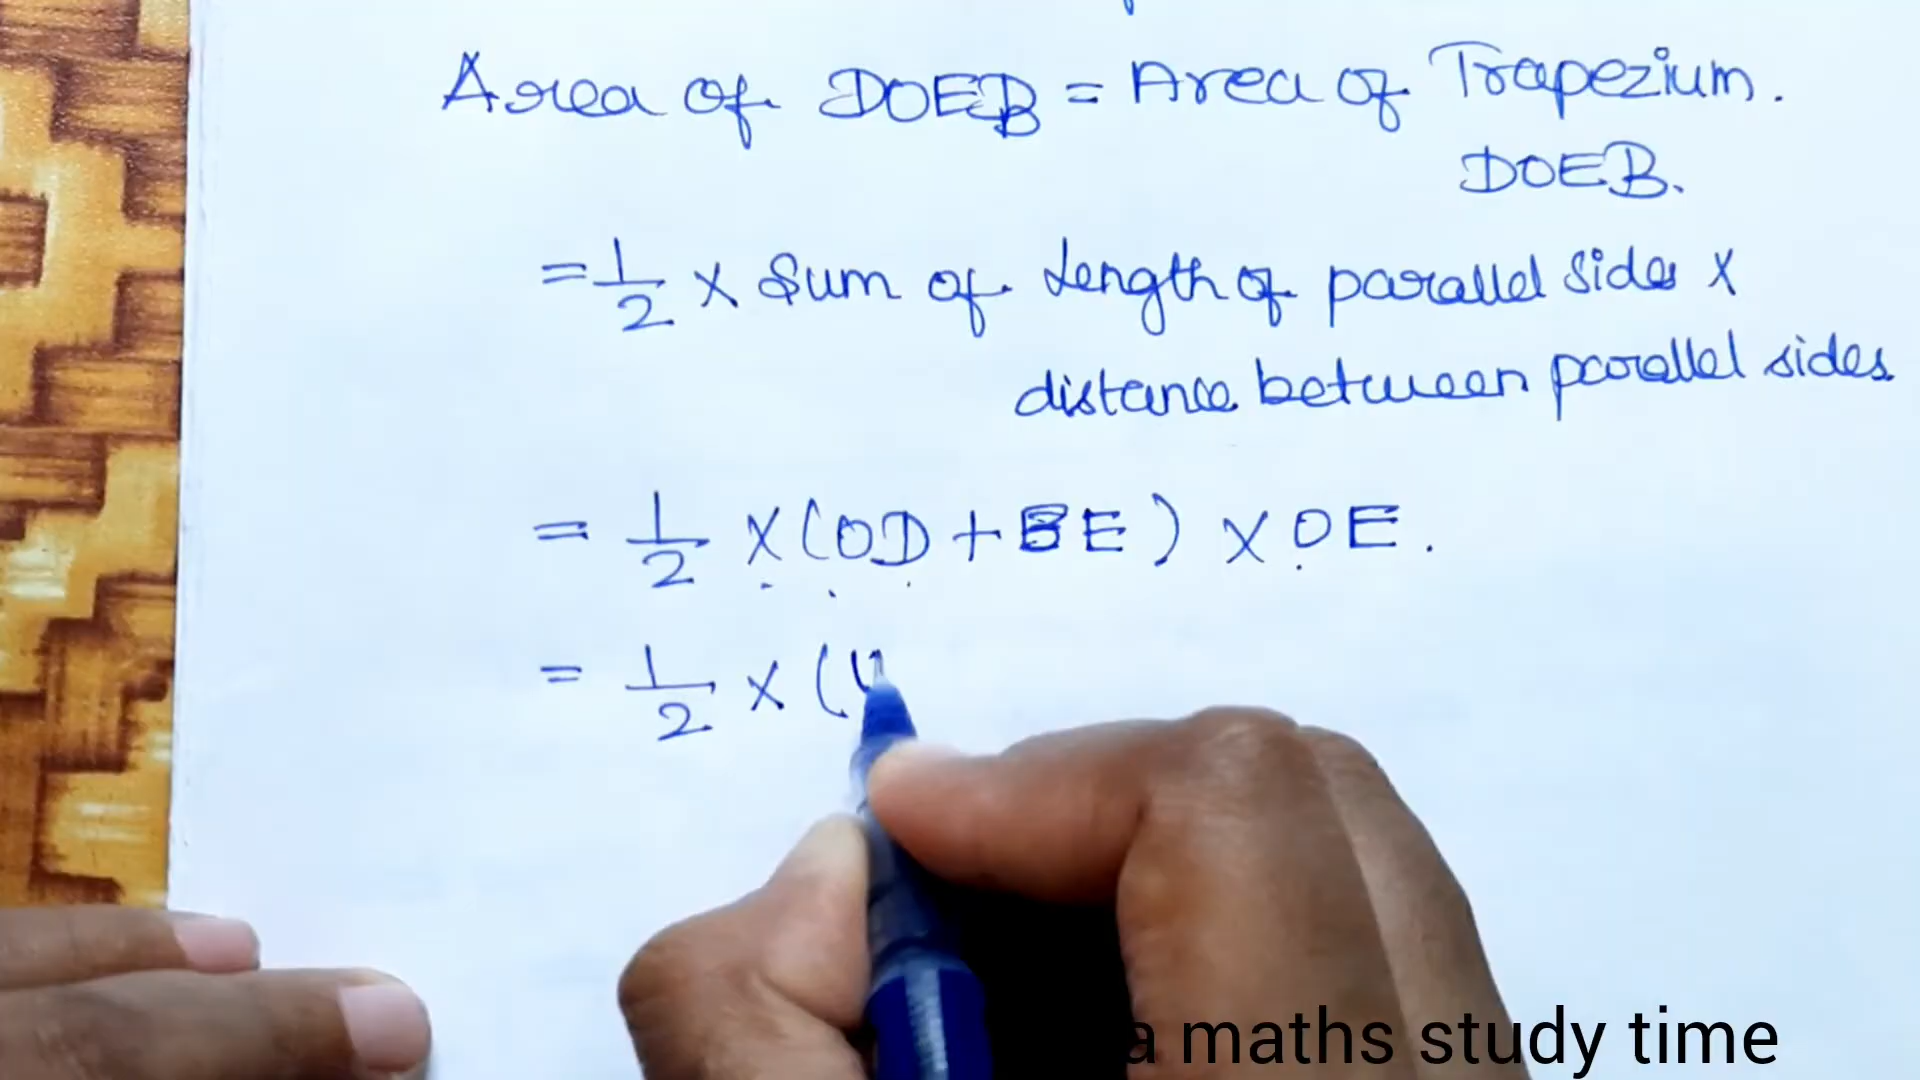 Area of DOEB = Area of Trapezium.
DOEB.
= 1/2 × Sum of Length of parallel sides ×
distance between parallel sides.
= 1/2 × (OD + BE) × OE.
= 1/2 × (4
a maths study time